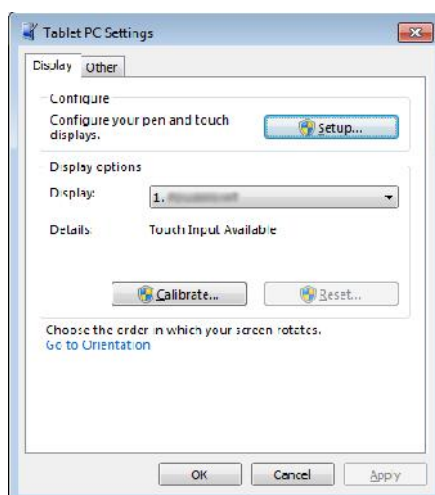 Tablet PC Settings
Display Other
Configure
Configure your pen and touch
displays.
Setup...
Display options
Display:
1.
Details:
Touch Input Available
Calibrate...
Reset...
Choose the order in which your screen rotates.
Go to Orientation
OK Cancel Apply